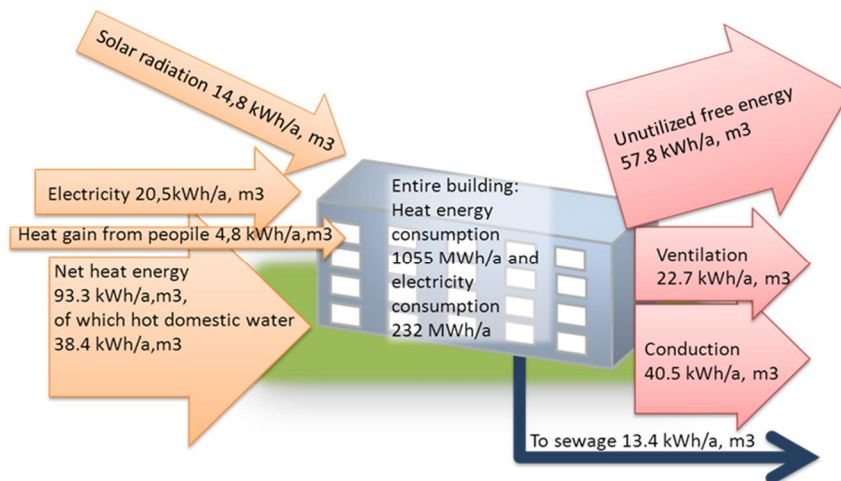 Solar radiation 14,8 kWh/a, m3
Electricity 20,5kWh/a, m3
Heat gain from peopile 4,8 kWh/a,m3
Net heat energy
93.3 kWh/a,m3,
of which hot domestic water
38.4 kWh/a,m3
Entire building:
Heat energy
consumption
1055 MWh/a and
electricity
consumption
232 MWh/a
Unutilized free energy
57.8 kWh/a, m3
Ventilation
22.7 kWh/a, m3
Conduction
40.5 kWh/a, m3
To sewage 13.4 kWh/a, m3